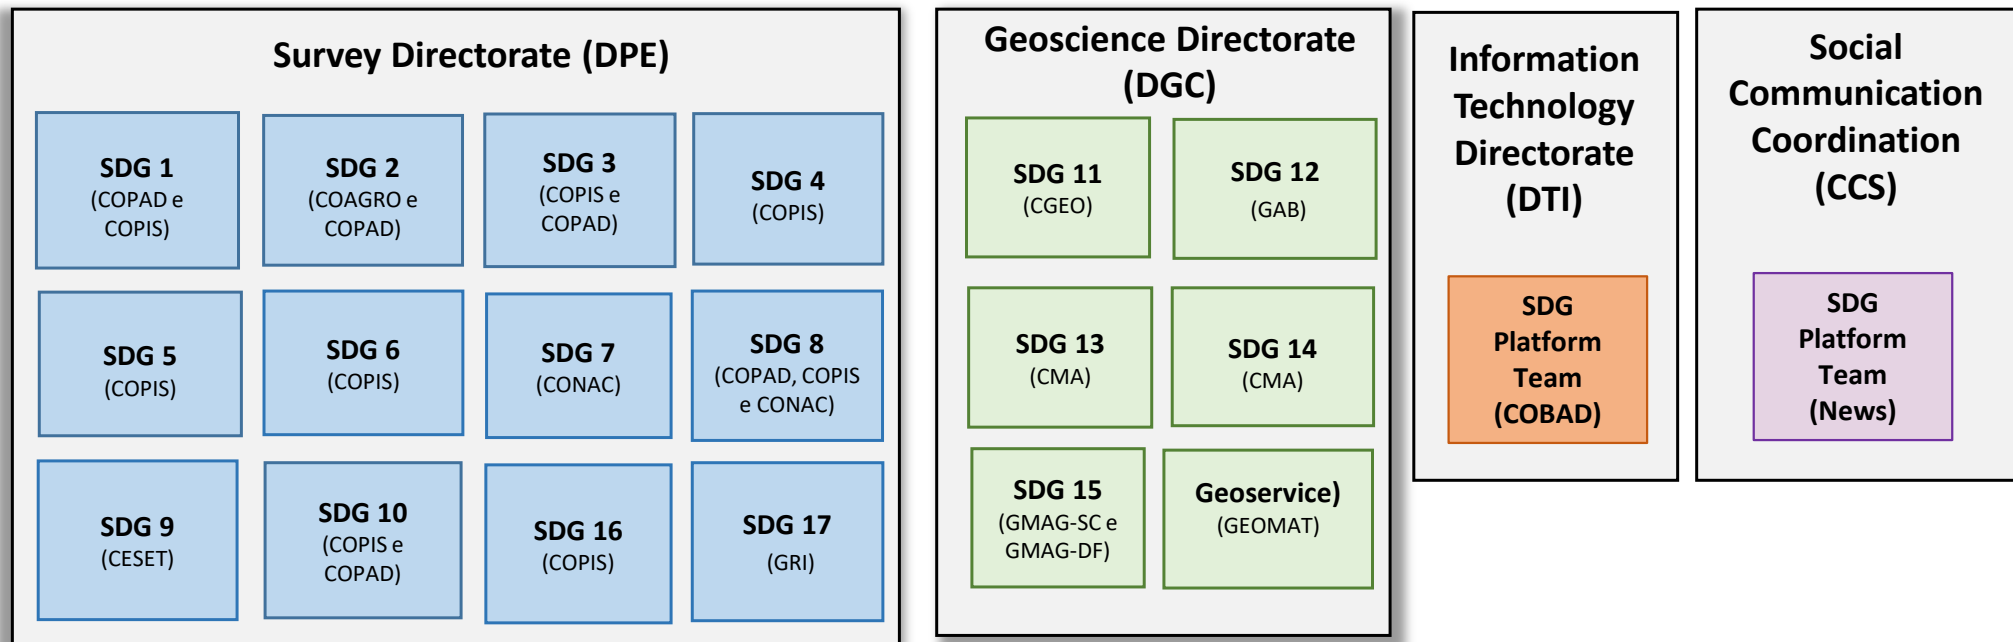 Survey Directorate (DPE)
SDG 1
(COPAD e
COPIS)
SDG 2
(COAGRO e
COPAD)
SDG 3
(COPIS e
COPAD)
SDG 4
(COPIS)
SDG 5
(COPIS)
SDG 6
(COPIS)
SDG 7
(CONAC)
SDG 8
(COPAD, COPIS
e CONAC)
SDG 9
(CESET)
SDG 10
(COPIS e
COPAD)
SDG 16
(COPIS)
SDG 17
(GRI)
Geoscience Directorate
(DGC)
SDG 11
(CGEO)
SDG 12
(GAB)
SDG 13
(CMA)
SDG 14
(CMA)
SDG 15
(GMAG-SC e
GMAG-DF)
Geoservice)
(GEOMAT)
Information
Technology
Directorate
(DTI)
SDG
Platform
Team
(COBAD)
Social
Communication
Coordination
(CCS)
SDG
Platform
Team
(News)